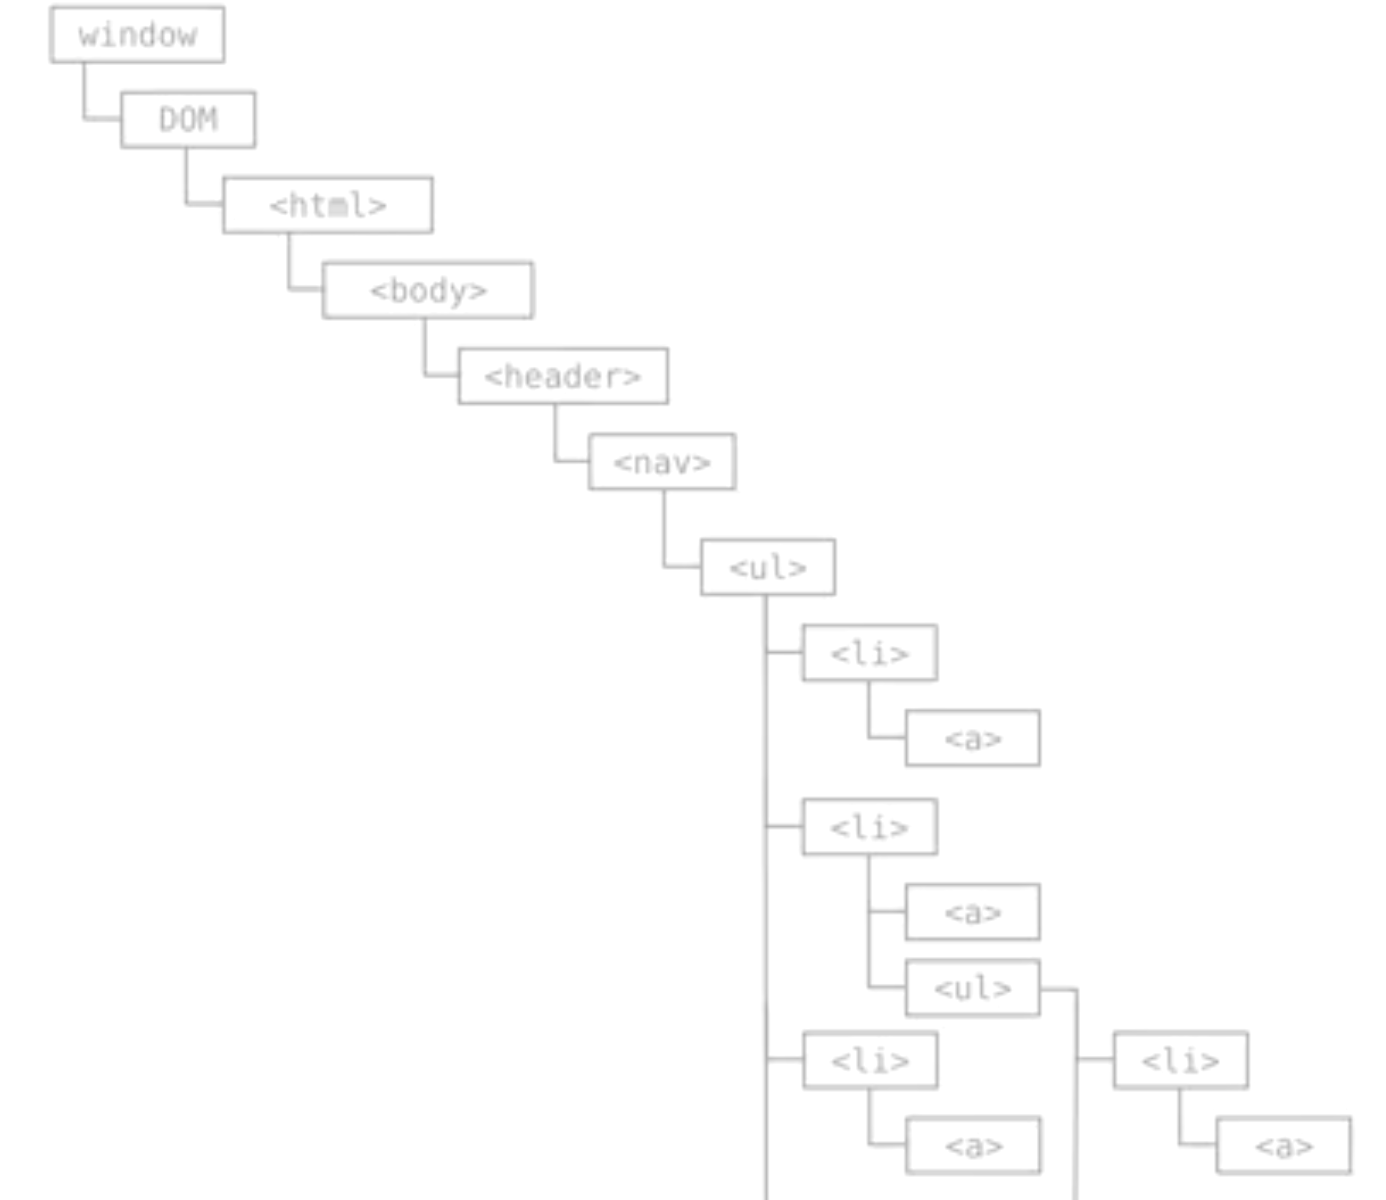 window
DOM
<html>
<body>
<header>
<nav>
<ul>
<li>
<a>
<li>
<a>
<ul>
<li>
<li>
<a>
<a>